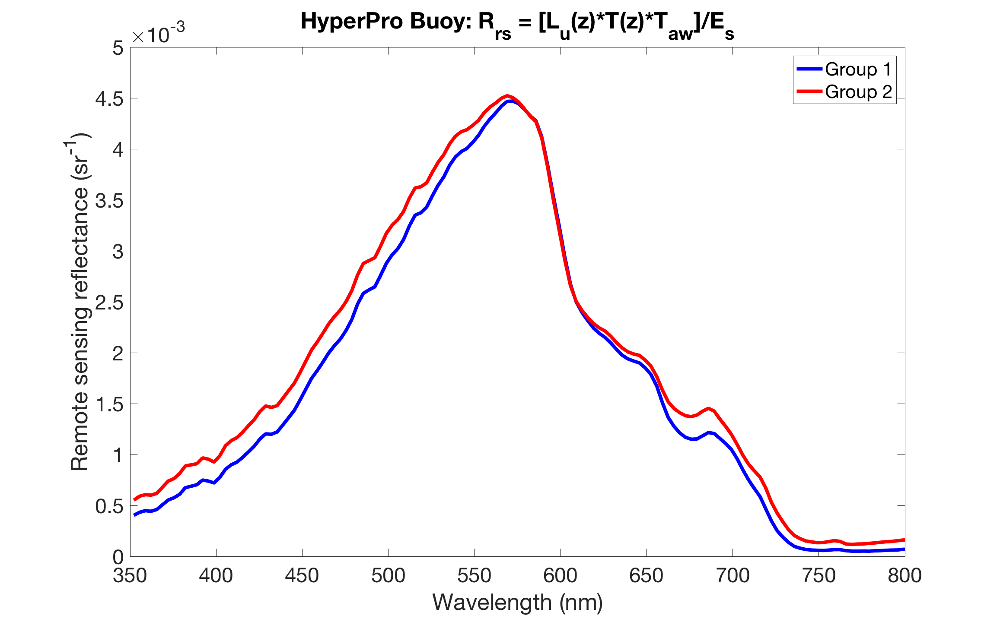 HyperPro Buoy: R_rs = [L_u(z)*T(z)*T_aw]/E_s
×10^-3
5
4.5
4
3.5
3
2.5
2
1.5
1
0.5
0
Remote sensing reflectance (sr^-1)
Group 1
Group 2
350 400 450 500 550 600 650 700 750 800
Wavelength (nm)